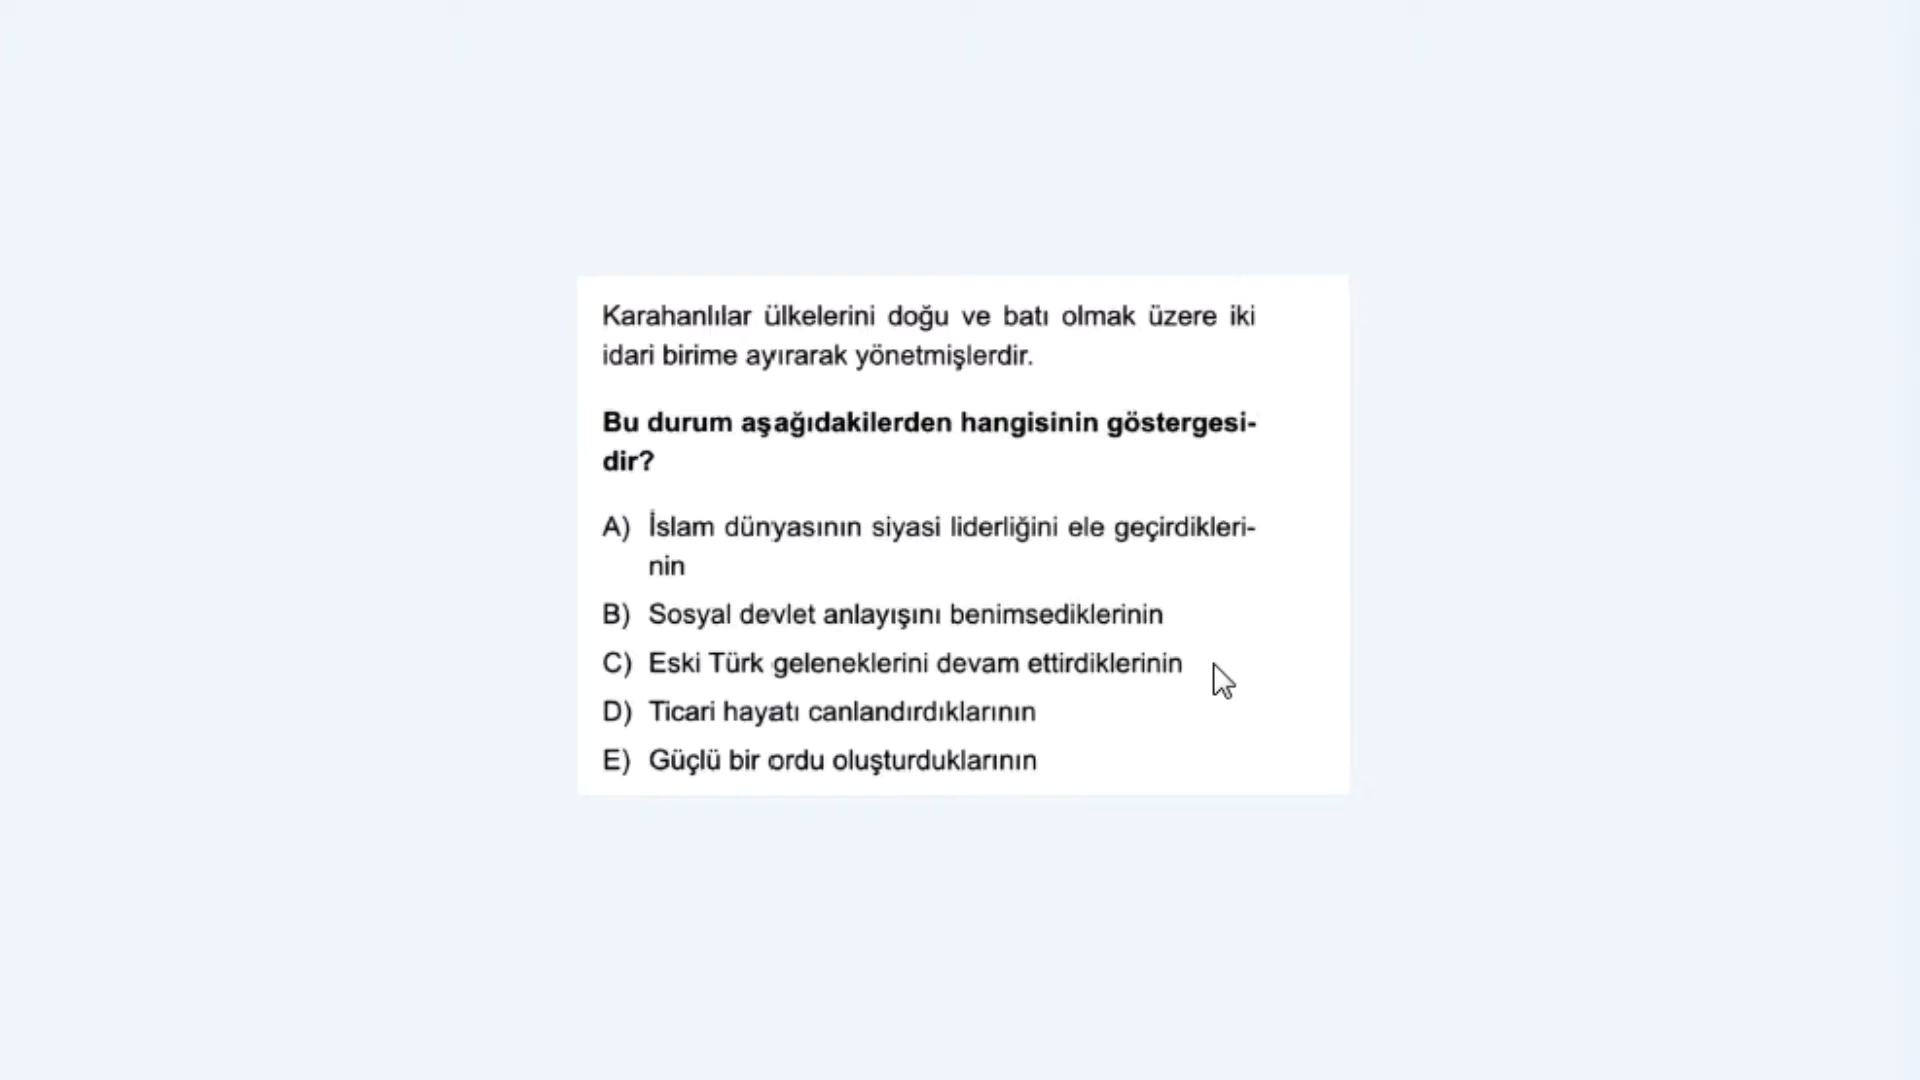 Karahanlılar ülkelerini doğu ve batı olmak üzere iki
idari birime ayırarak yönetmişlerdir.
Bu durum aşağıdakilerden hangisinin göstergesi-
dir?
A) İslam dünyasının siyasi liderliğini ele geçirdikleri-
nin
B) Sosyal devlet anlayışını benimsediklerinin
C) Eski Türk geleneklerini devam ettirdiklerinin
D) Ticari hayatı canlandırdıklarının
E) Güçlü bir ordu oluşturduklarının